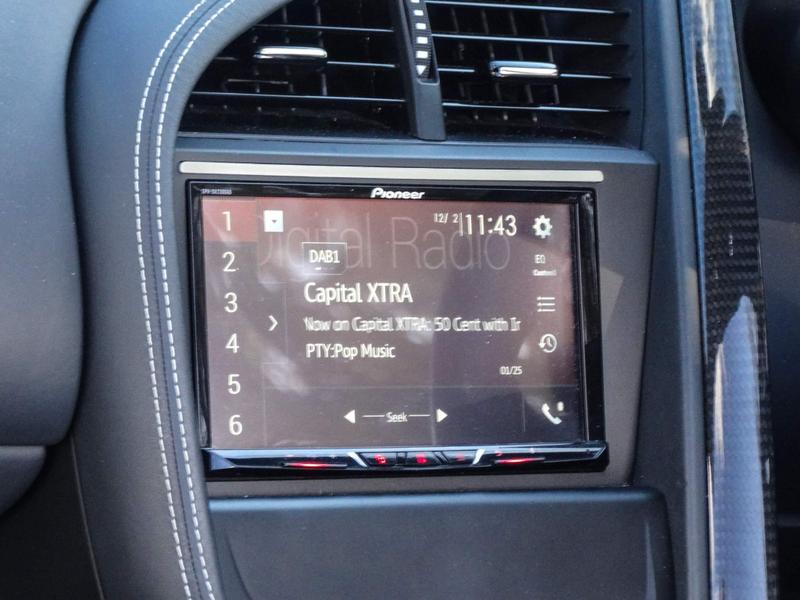 Pioneer
1
Digital Radio
12/ 2
11:43
2
DAB1
EQ
3
Capital XTRA
Now on Capital XTRA: 50 Cent with Ir
4
PTY:Pop Music
01/25
5
6
Seek